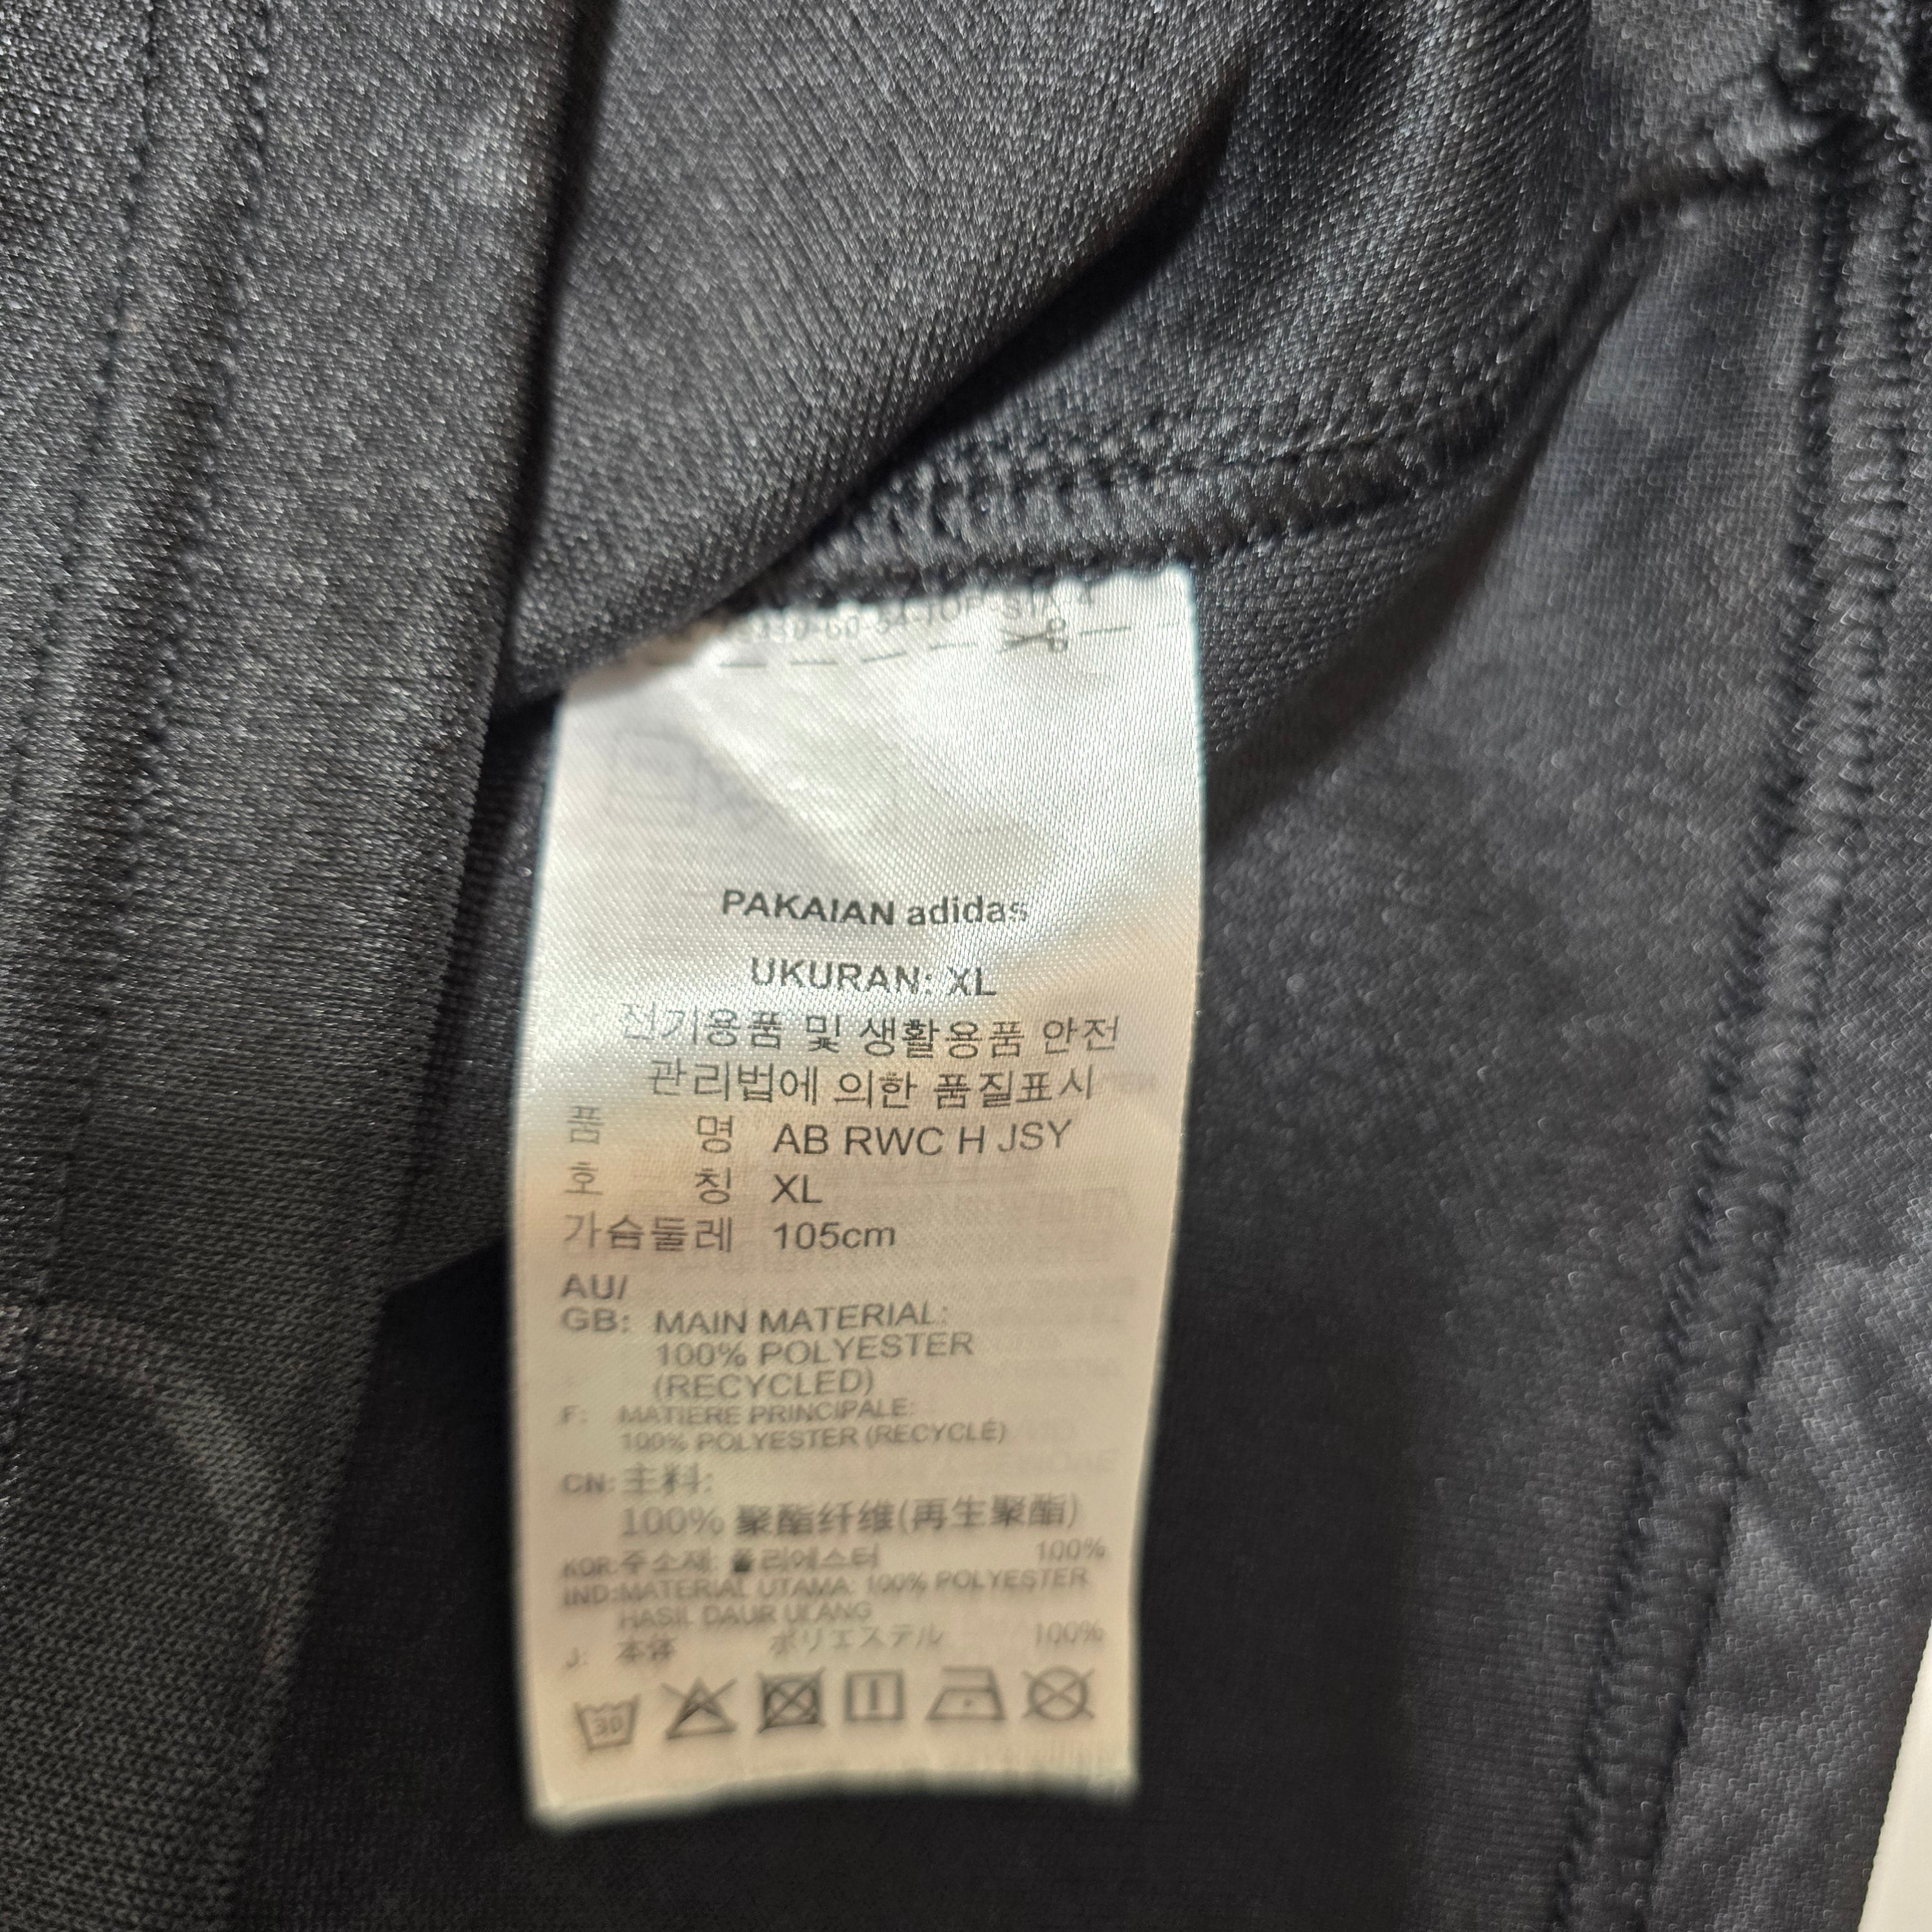 PAKAIAN adidas
UKURAN: XL
전기용품 및 생활용품 안전
관리법에 의한 품질표시
품 명 AB RWC H JSY
호 칭 XL
가슴둘레 105cm
AU/
GB: MAIN MATERIAL:
100% POLYESTER
(RECYCLED)
F: MATIERE PRINCIPALE:
100% POLYESTER (RECYCLÉ)
CN: 主料:
100% 聚酯纤维(再生聚酯)
KOR: 주소재: 폴리에스터 100%
IND: MATERIAL UTAMA: 100% POLYESTER
HASIL DAUR ULANG
J: 本体 ポリエステル 100%
30